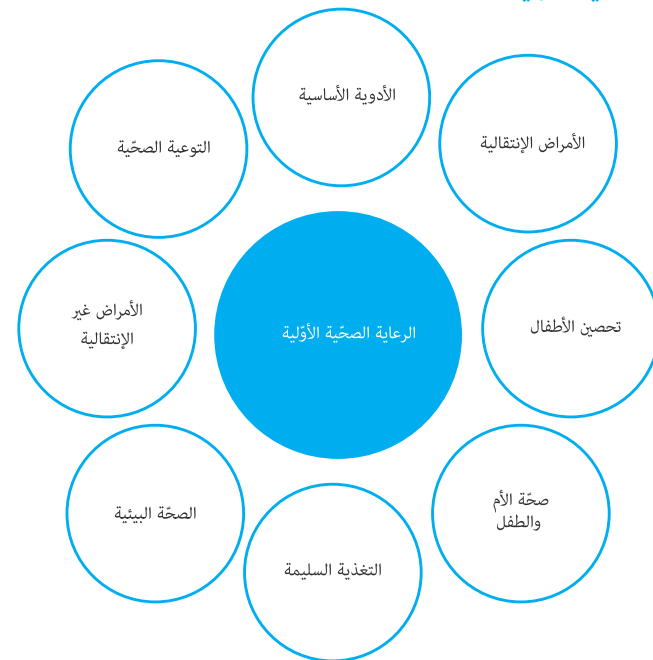 الأدوية الأساسية
الأمراض الإنتقالية
التوعية الصحّية
تحصين الأطفال
الرعاية الصحّية الأوّلية
الأمراض غير
الإنتقالية
صحّة الأم
والطفل
الصحّة البيئية
التغذية السليمة